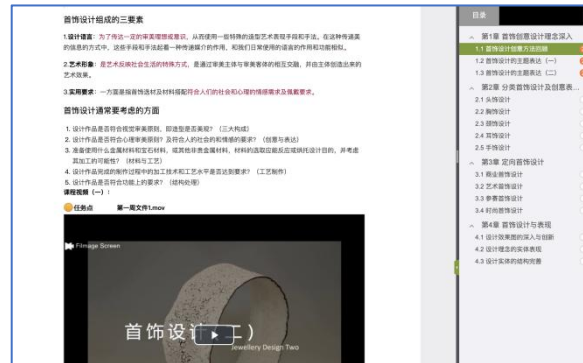 首饰设计组成的三要素
1.设计语言：为了传达一定的审美理想或意识，从而使用一些特殊的造型艺术表现手段和手法。在这种传递美
的信息的方式中，这些手段和手法起着一种传递媒介的作用，和我们日常使用的语言的作用和功能相似。
2.艺术形象：是艺术反映社会生活的特殊方式，是通过审美主体与审美客体的相互交融，并由主体创造出来的
艺术效果。
3.实用要求：一方面是指首饰选材及材料搭配符合人们的社会和心理的情感需求及佩戴要求。
首饰设计通常要考虑的方面
1. 设计作品是否符合视觉审美原则，即造型是否美观？（三大构成）
2. 设计作品是否符合心理审美原则？及符合人的社会的和情感的要求？（创意与表达）
3. 准备使用什么金属材料和宝石材料，或其他非贵金属材料，材料的选取应能反应或烘托设计目的，并考虑
其加工的可能性？（材料与工艺）
4. 设计作品完成的制作过程中的加工技术和工艺水平是否达到要求？（工艺制作）
5. 设计作品是否符合功能上的要求？（结构处理）
课程视频（一）：
任务点 第一周文件1.mov
Filmage Screen
首饰设计（二）
Jewellery Design Two
目录
第1章 首饰创意设计理念深入
1.1 首饰设计创意方法回顾
1.2 首饰设计的主题表达（一）
1.3 首饰设计的主题表达（二）
第2章 分类首饰设计及创意表...
2.1 头饰设计
2.2 胸饰设计
2.3 颈饰设计
2.4 耳饰设计
2.5 手饰设计
第3章 定向首饰设计
3.1 商业首饰设计
3.2 艺术首饰设计
3.3 参赛首饰设计
3.4 时尚首饰设计
第4章 首饰设计与表现
4.1 设计效果图的深入与创新
4.2 设计理念的实体表现
4.3 设计实体的结构完善